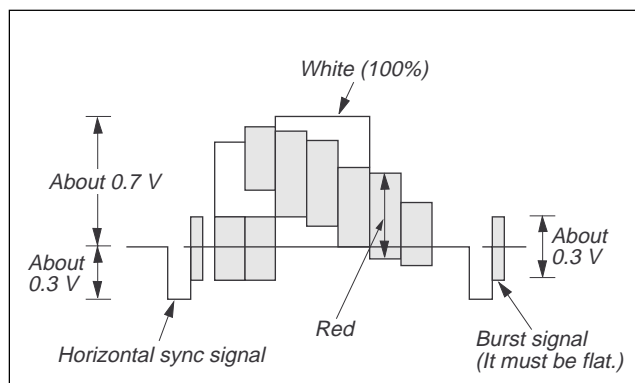 White (100%)
About 0.7 V
About
0.3 V
About
0.3 V
Red
Horizontal sync signal
Burst signal
(It must be flat.)